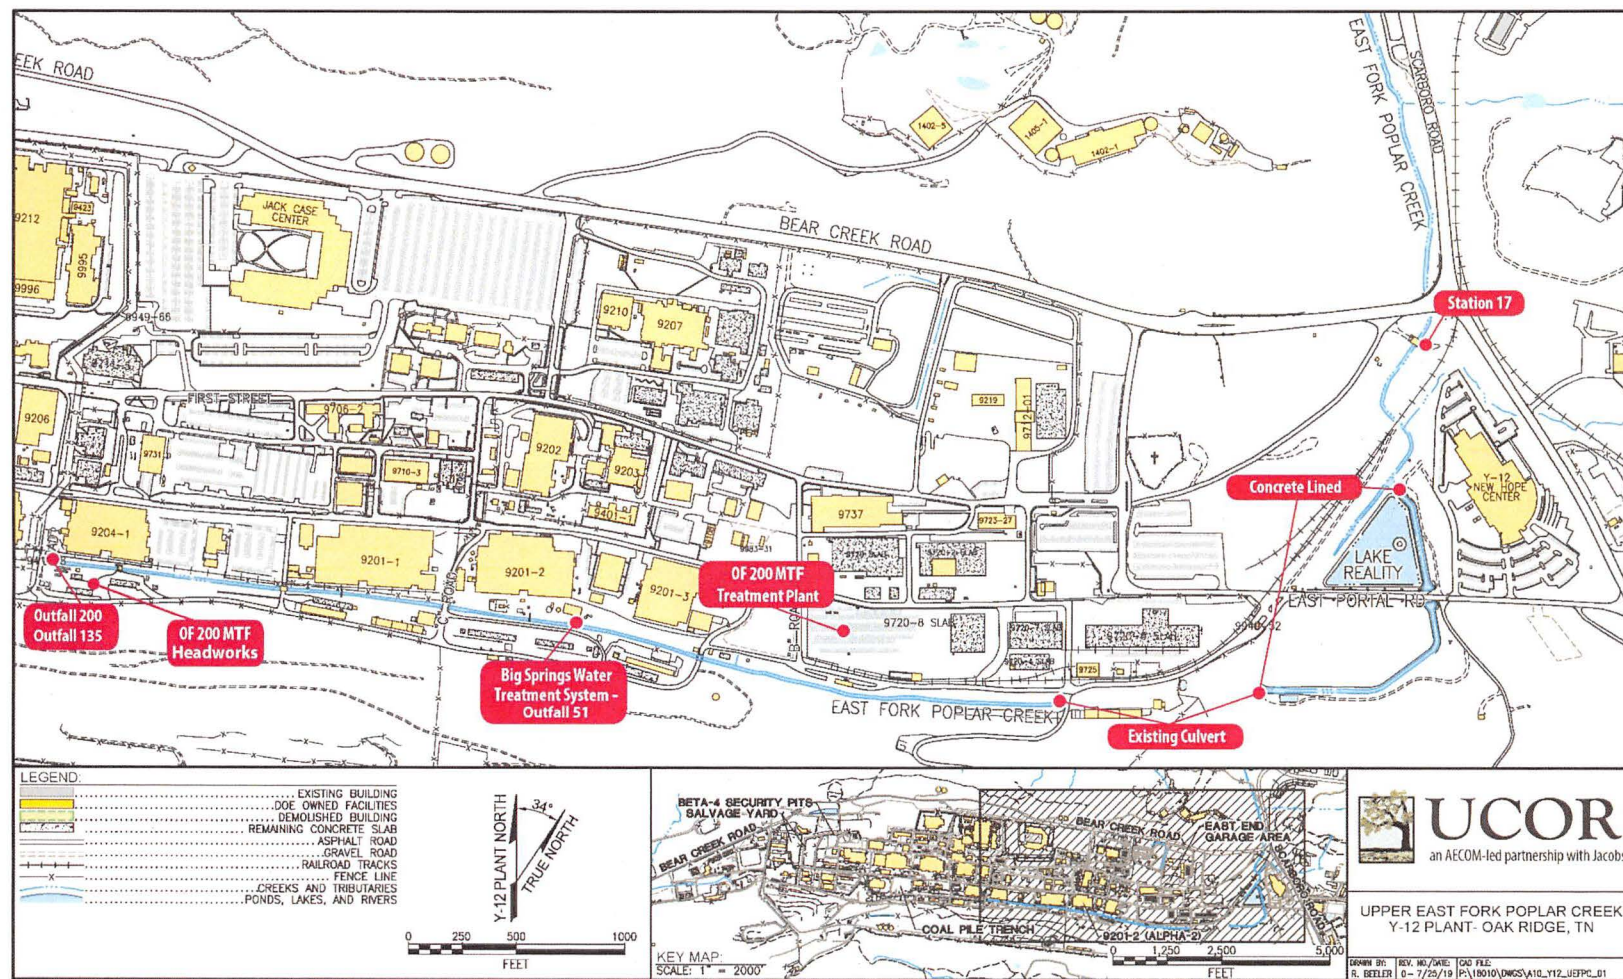 EEK ROAD
JACK CASE
CENTER
9212
9423
9995
9996
9949-66
BEAR CREEK ROAD
1402-5
1405-1
1402-1
EAST FORK POPLAR CREEK
SCARBORO ROAD
Station 17
9210
9207
FIRST STREET
9706-2
9206
9731
9710-3
9202
9203
9401-1
9219
9712-01
Concrete Lined
Y-12
NEW HOPE
CENTER
9204-1
9201-1
9201-2
9201-3
9737
9723-27
LAKE
REALITY
EAST PORTAL RD
OF 200 MTF
Treatment Plant
9720-8 SLAB
9725
Outfall 200
Outfall 135
OF 200 MTF
Headworks
Big Springs Water
Treatment System -
Outfall 51
EAST FORK POPLAR CREEK
Existing Culvert
LEGEND:
EXISTING BUILDING
DOE OWNED FACILITIES
DEMOLISHED BUILDING
REMAINING CONCRETE SLAB
ASPHALT ROAD
GRAVEL ROAD
RAILROAD TRACKS
FENCE LINE
CREEKS AND TRIBUTARIES
PONDS, LAKES, AND RIVERS
Y-12 PLANT NORTH
34°
TRUE NORTH
0 250 500 1000
FEET
BETA-4 SECURITY PITS
SALVAGE YARD
BEAR CREEK ROAD
BEAR CREEK ROAD
EAST END
GARAGE AREA
SCARBORO ROAD
COAL PILE TRENCH
9201-2 (ALPHA-2)
KEY MAP:
SCALE: 1" = 2000'
0 1,250 2,500 5,000
FEET
UCOR
an AECOM-led partnership with Jacobs
UPPER EAST FORK POPLAR CREEK
Y-12 PLANT- OAK RIDGE, TN
DRAWN BY: REV. NO./DATE: CAD FILE:
R. BEELER 0 - 7/25/19